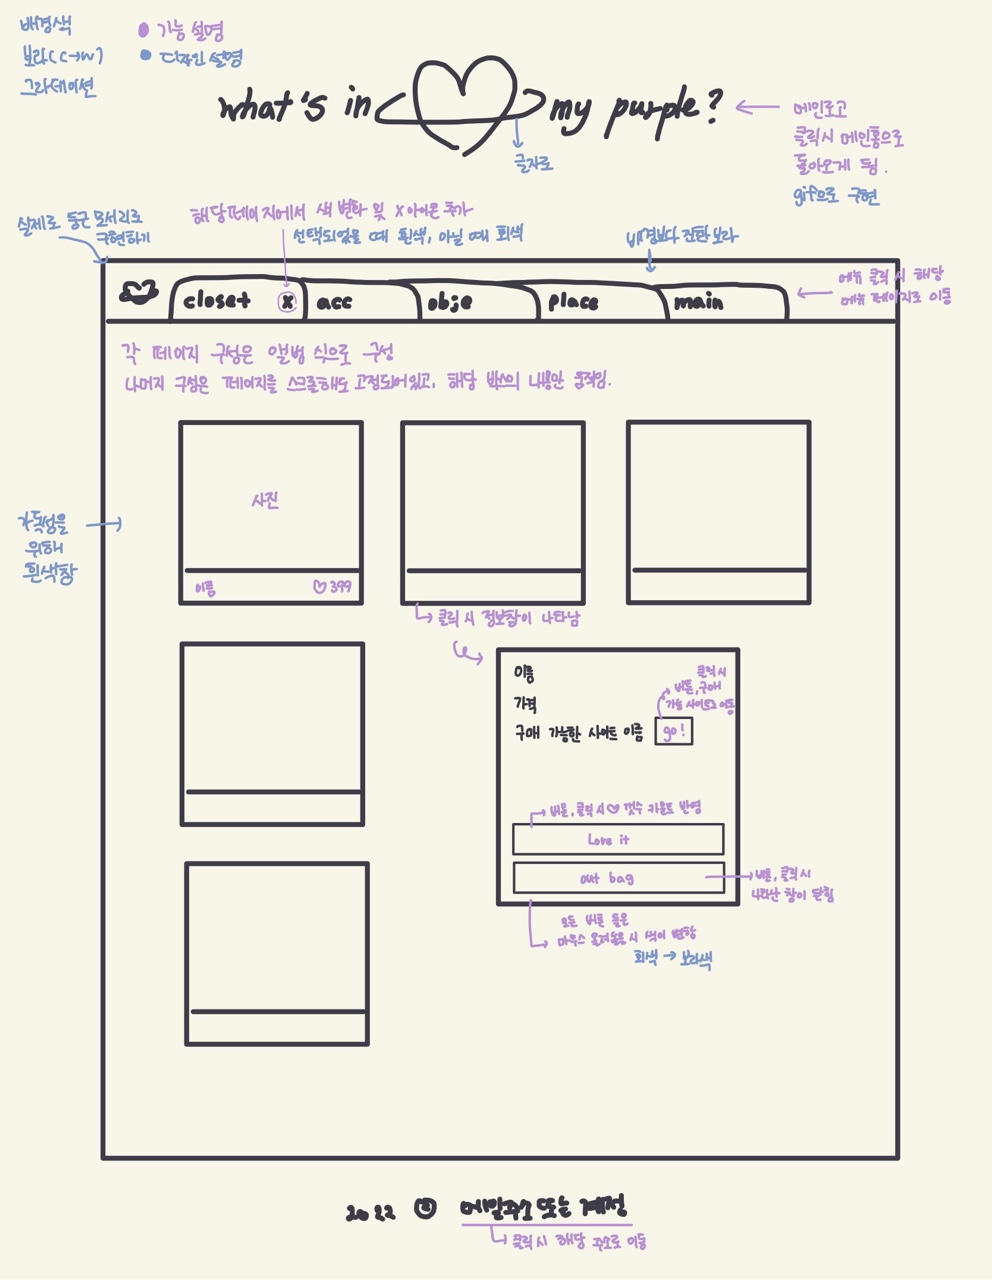 배경색
보라(c→w)
그라데이션
기능 설명
디자인 설명
what's in my purple?
글자로
메인로고
클릭시 메인홈으로
돌아오게 됨.
gif으로 구현
실제로 둥근 모서리로
구현하기
해당페이지에서 색 변화 및 x아이콘 추가
선택되었을 때 흰색, 아닐 때 회색
배경보다 진한 보라
closet x acc obje place main
메뉴 클릭 시 해당
메뉴 페이지로 이동
각 페이지 구성은 앨범 식으로 구성
나머지 구성은 페이지를 스크롤해도 고정되어있고, 해당 박스의 내용만 움직임.
가독성을
위해
흰색창
사진
이름 ♡399
클릭 시 정보창이 나타남
이름
가격
구매 가능한 사이트 이름 go!
클릭 시
버튼, 구매
가능 사이트로 이동
버튼, 클릭 시 ♡ 갯수 카운트 반영
Love it
out bag
버튼, 클릭 시
나타난 창이 닫힘
모든 버튼 들은
마우스 올려놓을 시 색이 변함
회색 → 보라색
2022 메일주소 또는 계정
클릭 시 해당 주소로 이동